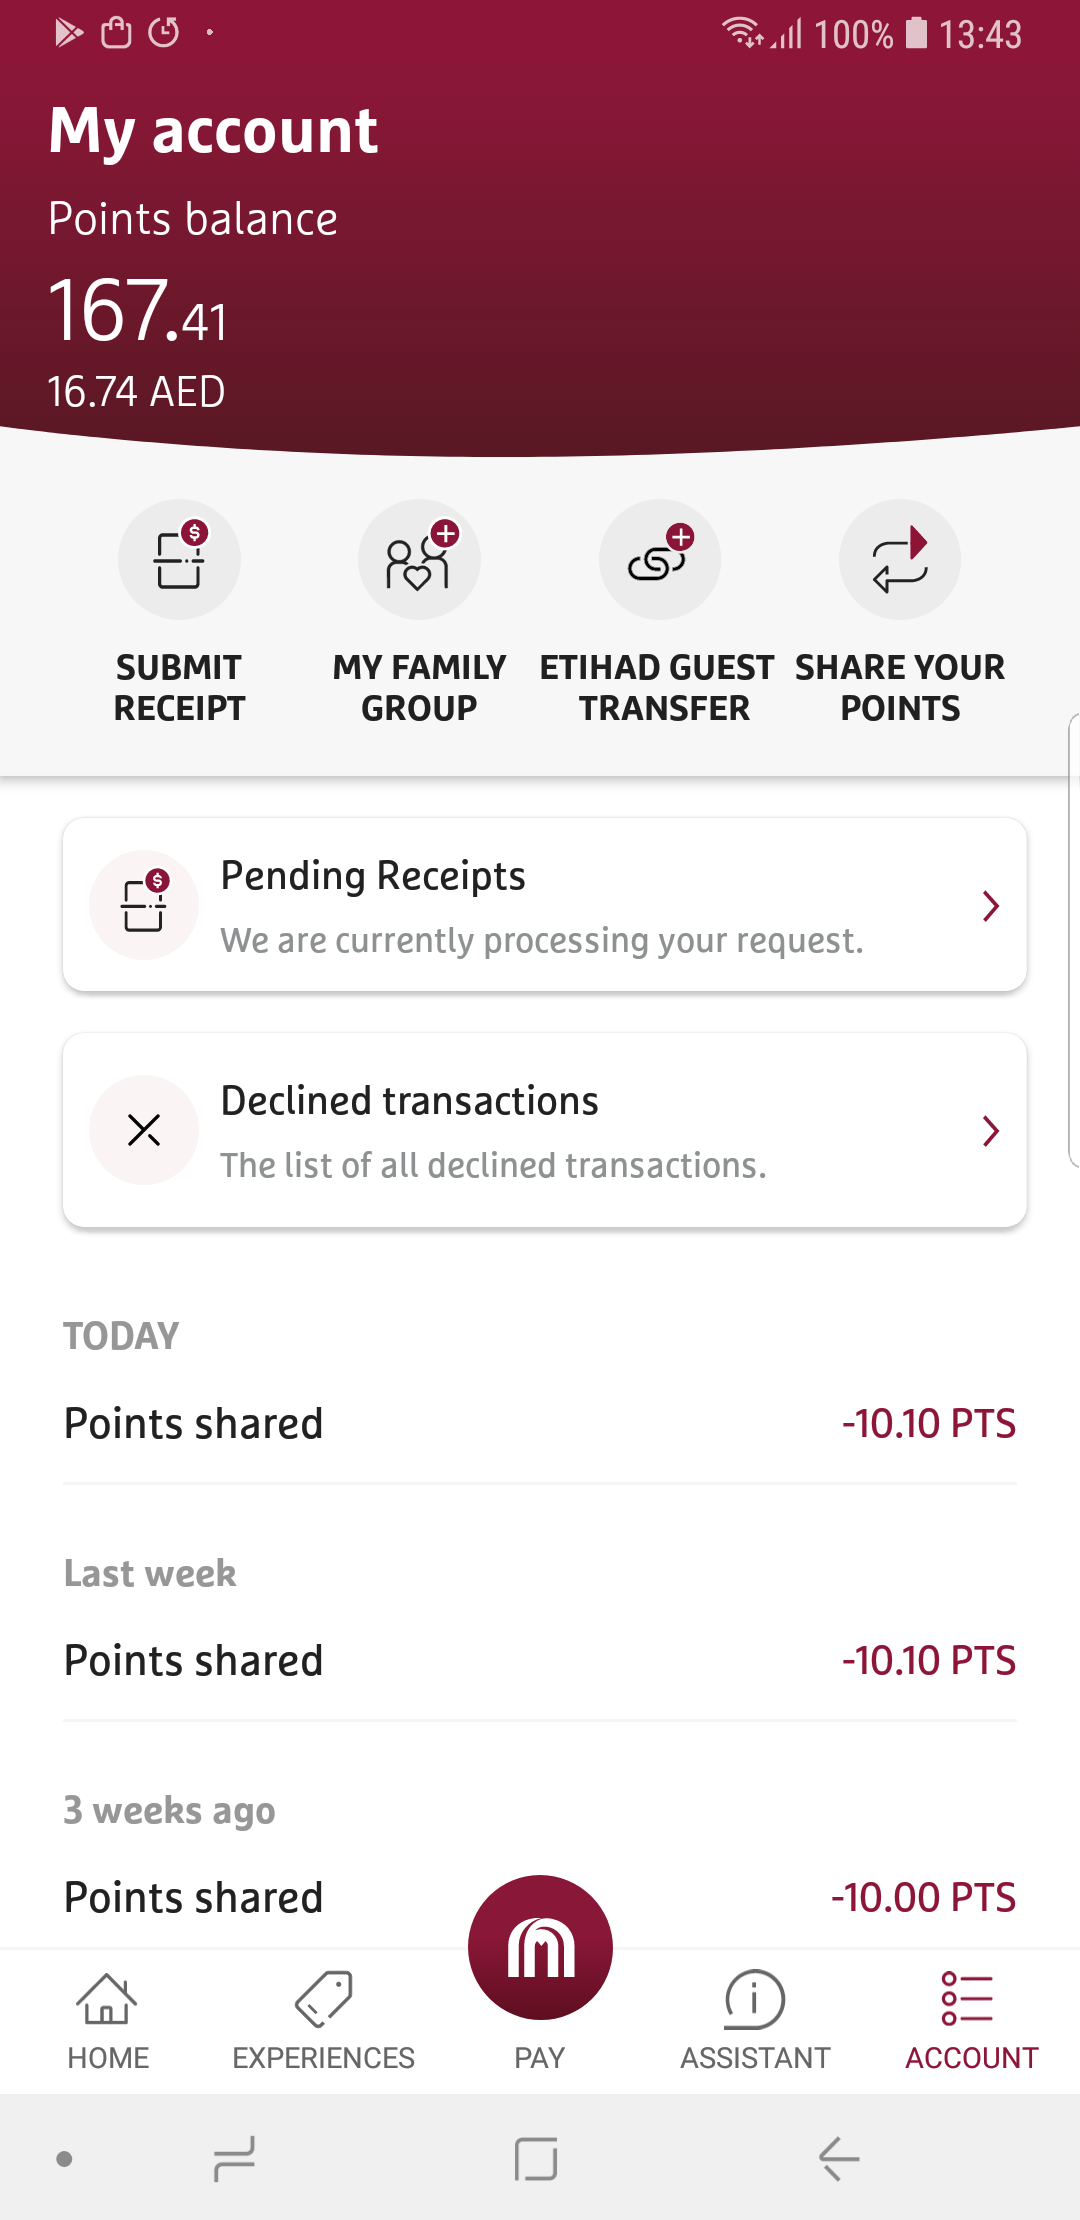 100% 13:43
My account
Points balance
167.41
16.74 AED
SUBMIT RECEIPT
MY FAMILY GROUP
ETIHAD GUEST TRANSFER
SHARE YOUR POINTS
Pending Receipts
We are currently processing your request.
Declined transactions
The list of all declined transactions.
TODAY
Points shared -10.10 PTS
Last week
Points shared -10.10 PTS
3 weeks ago
Points shared -10.00 PTS
HOME EXPERIENCES PAY ASSISTANT ACCOUNT